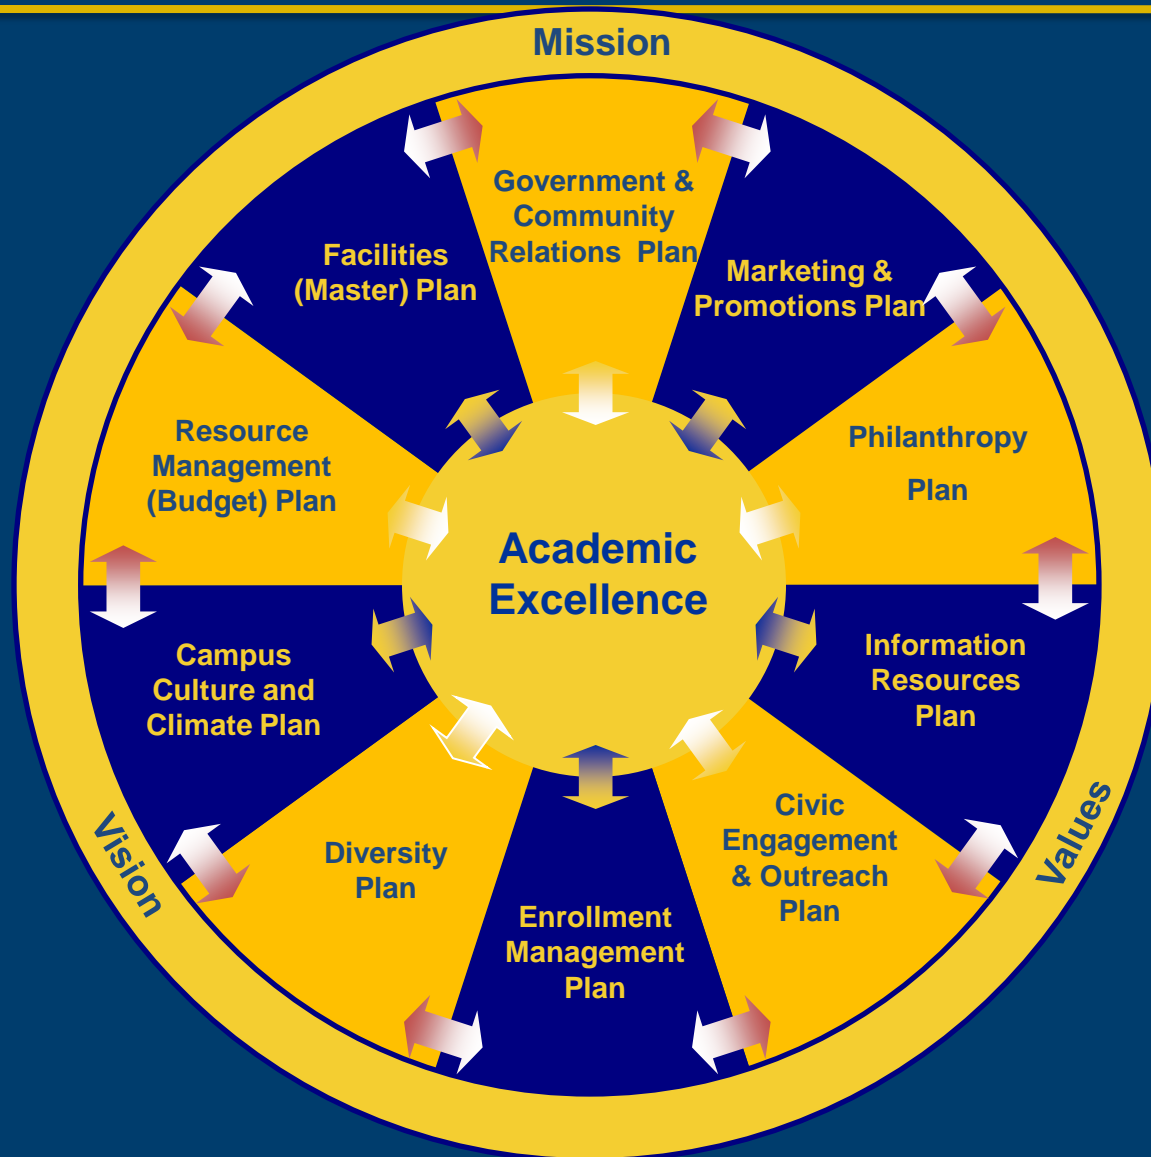 Mission
Government &
Community
Relations Plan
Facilities
(Master) Plan
Marketing &
Promotions Plan
Resource
Management
(Budget) Plan
Philanthropy
Plan
Academic
Excellence
Campus
Culture and
Climate Plan
Information
Resources
Plan
Diversity
Plan
Civic
Engagement
& Outreach
Plan
Enrollment
Management
Plan
Vision
Values